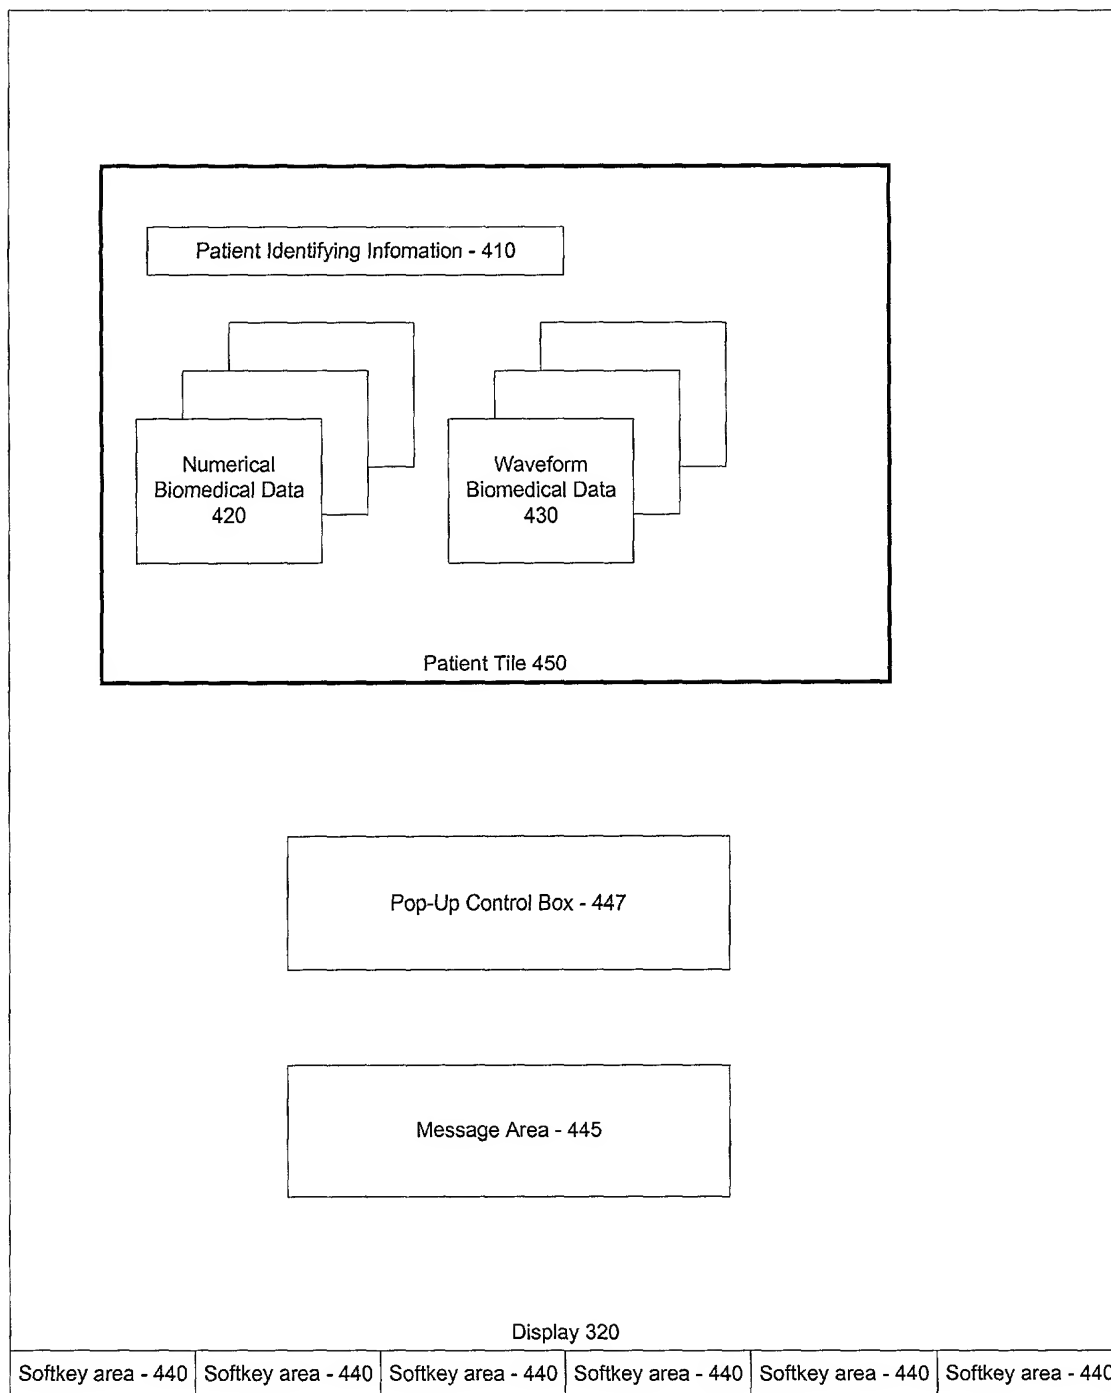 Patient Identifying Infomation - 410
Numerical
Biomedical Data
420
Waveform
Biomedical Data
430
Patient Tile 450
Pop-Up Control Box - 447
Message Area - 445
Display 320
Softkey area - 440 Softkey area - 440 Softkey area - 440 Softkey area - 440 Softkey area - 440 Softkey area - 440